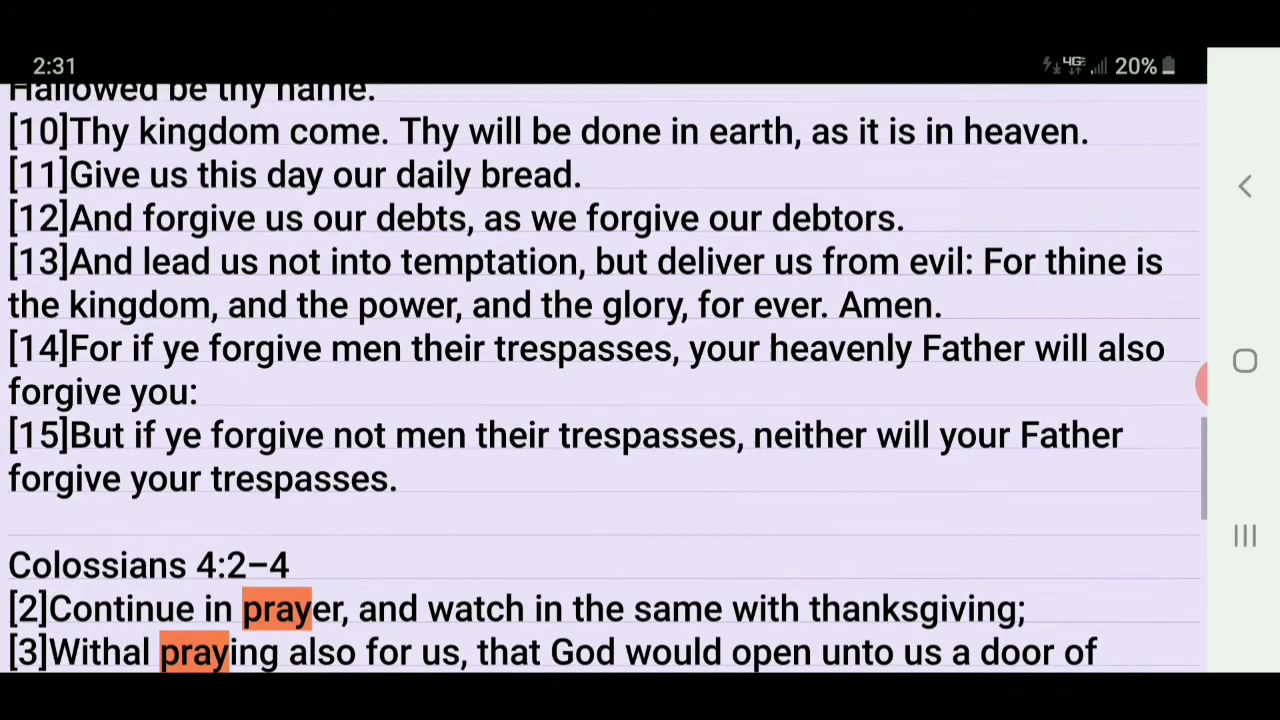 2:31 4G 20%
Hallowed be thy name.
[10]Thy kingdom come. Thy will be done in earth, as it is in heaven.
[11]Give us this day our daily bread.
[12]And forgive us our debts, as we forgive our debtors.
[13]And lead us not into temptation, but deliver us from evil: For thine is
the kingdom, and the power, and the glory, for ever. Amen.
[14]For if ye forgive men their trespasses, your heavenly Father will also
forgive you:
[15]But if ye forgive not men their trespasses, neither will your Father
forgive your trespasses.
Colossians 4:2–4
[2]Continue in prayer, and watch in the same with thanksgiving;
[3]Withal praying also for us, that God would open unto us a door of